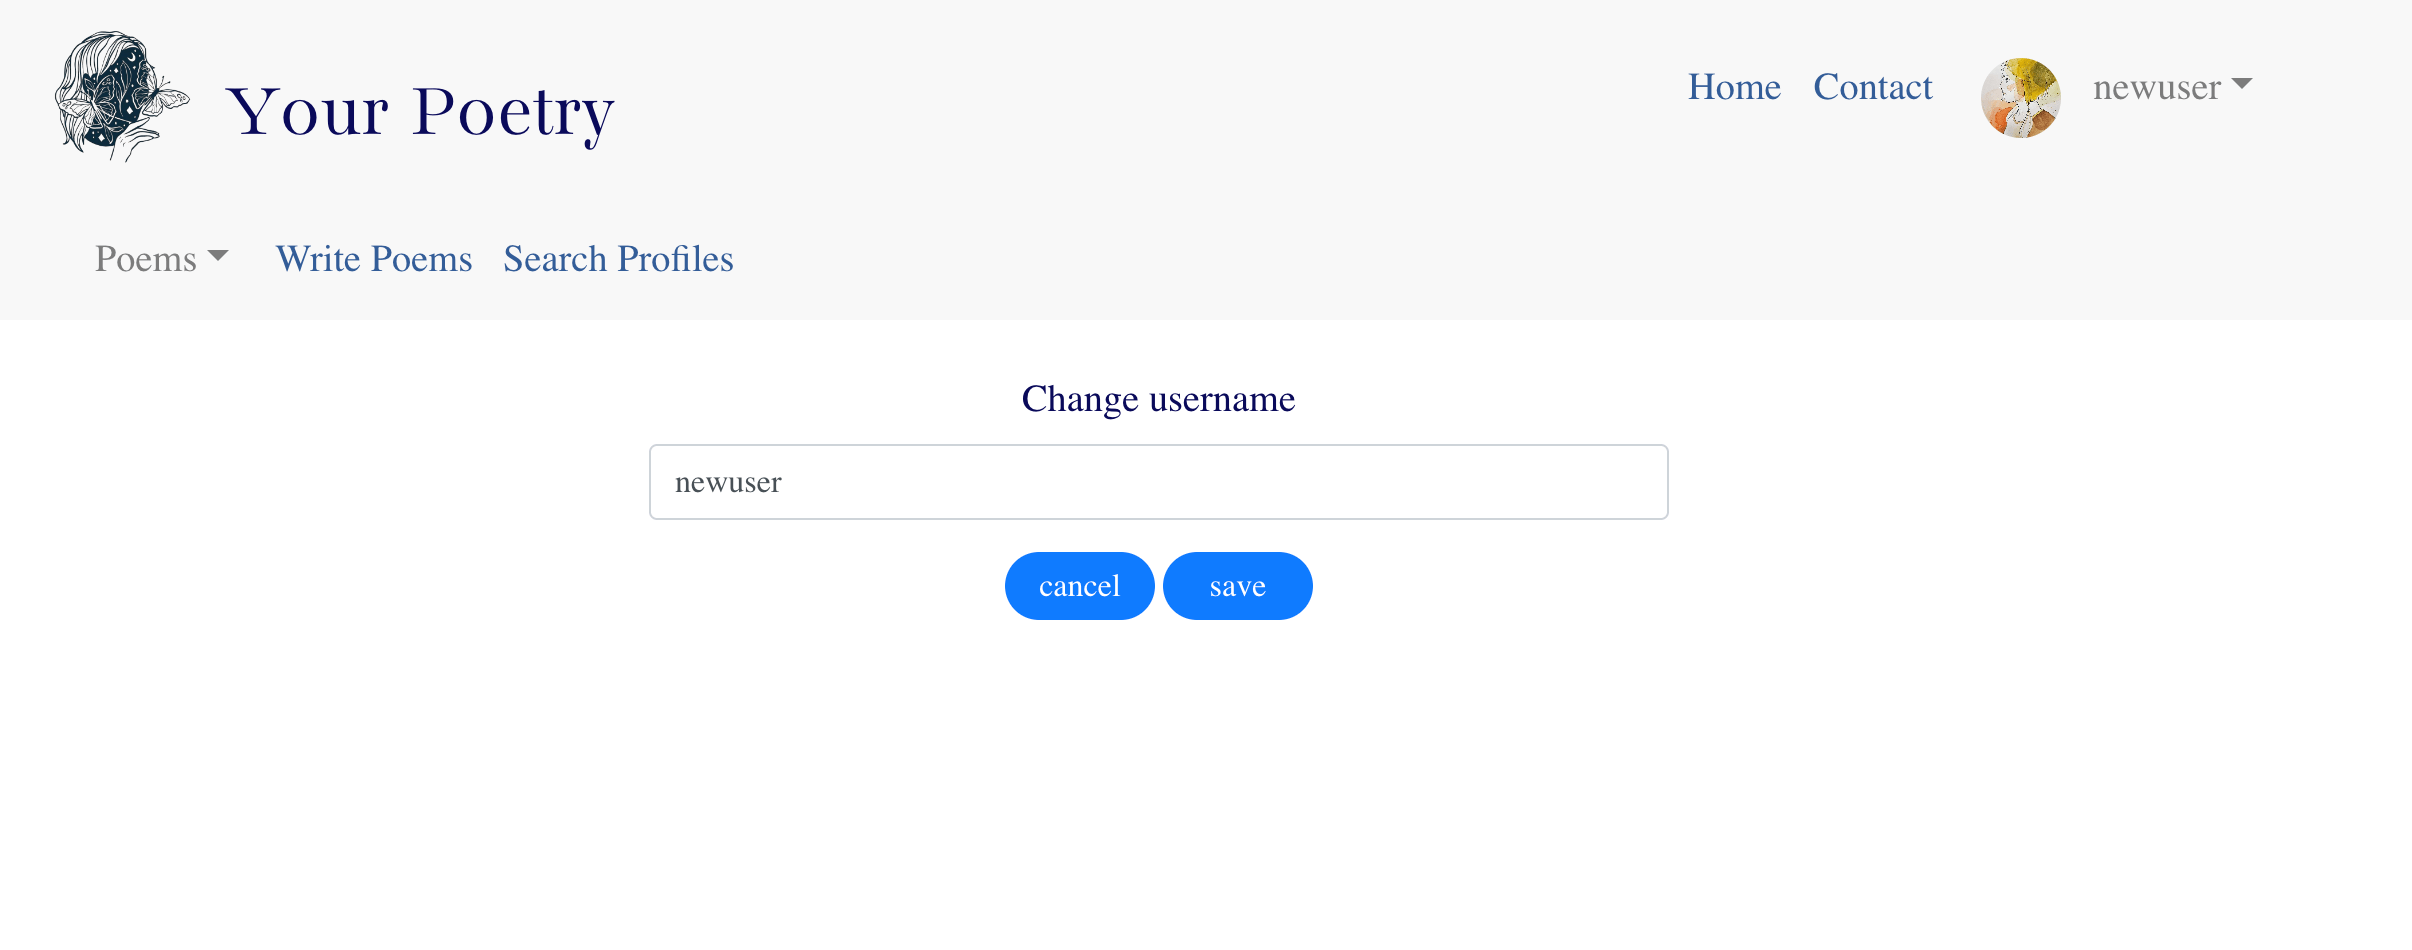 Your Poetry
Home Contact newuser
Poems Write Poems Search Profiles
Change username
newuser
cancel save